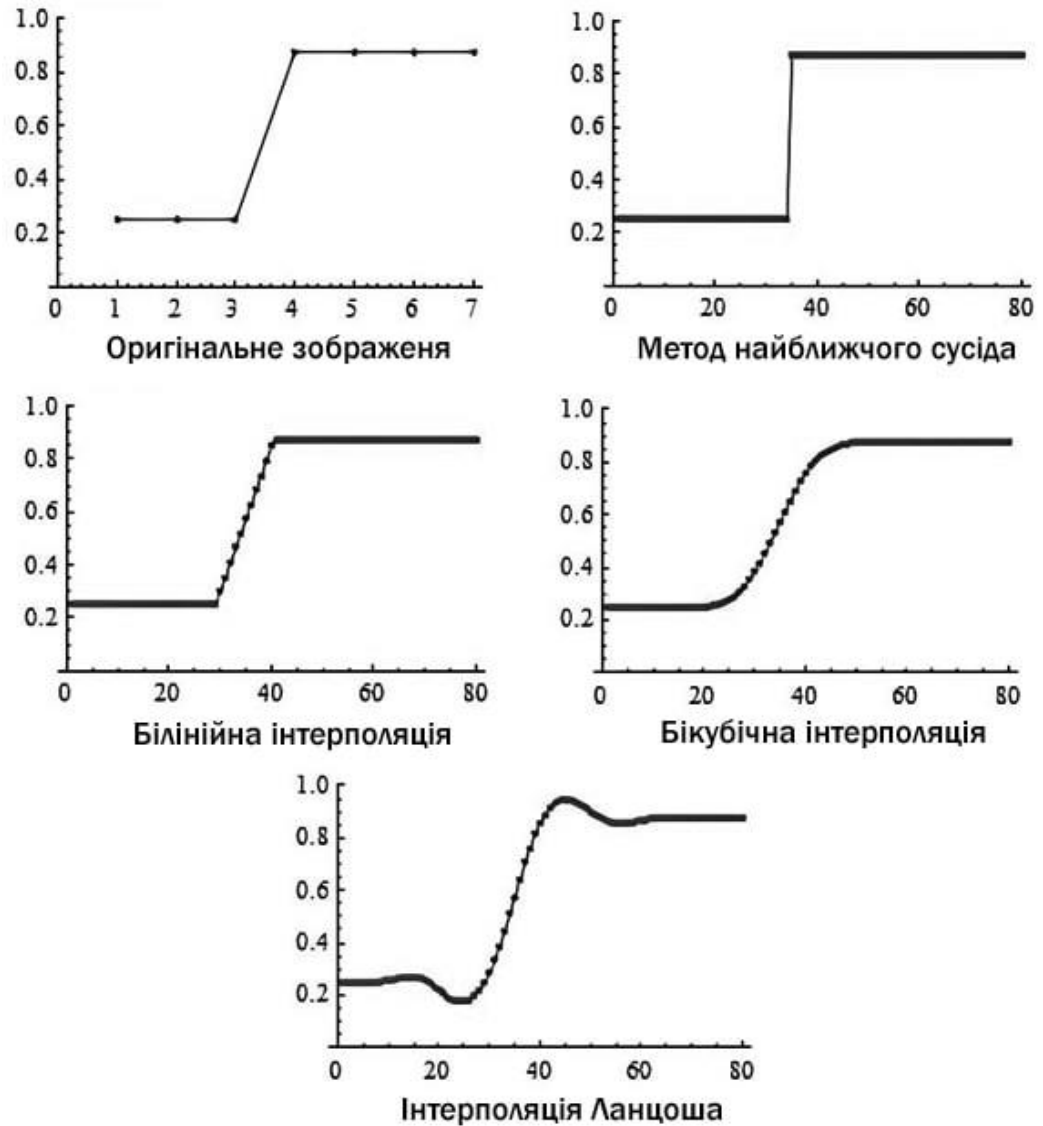 1.0
0.8
0.6
0.4
0.2
0 1 2 3 4 5 6 7
Оригінальне зображеня
1.0
0.8
0.6
0.4
0.2
0 20 40 60 80
Метод найближчого сусіда
1.0
0.8
0.6
0.4
0.2
0 20 40 60 80
Білінійна інтерполяція
1.0
0.8
0.6
0.4
0.2
0 20 40 60 80
Бікубічна інтерполяція
1.0
0.8
0.6
0.4
0.2
0 20 40 60 80
Інтерполяція Ланцоша